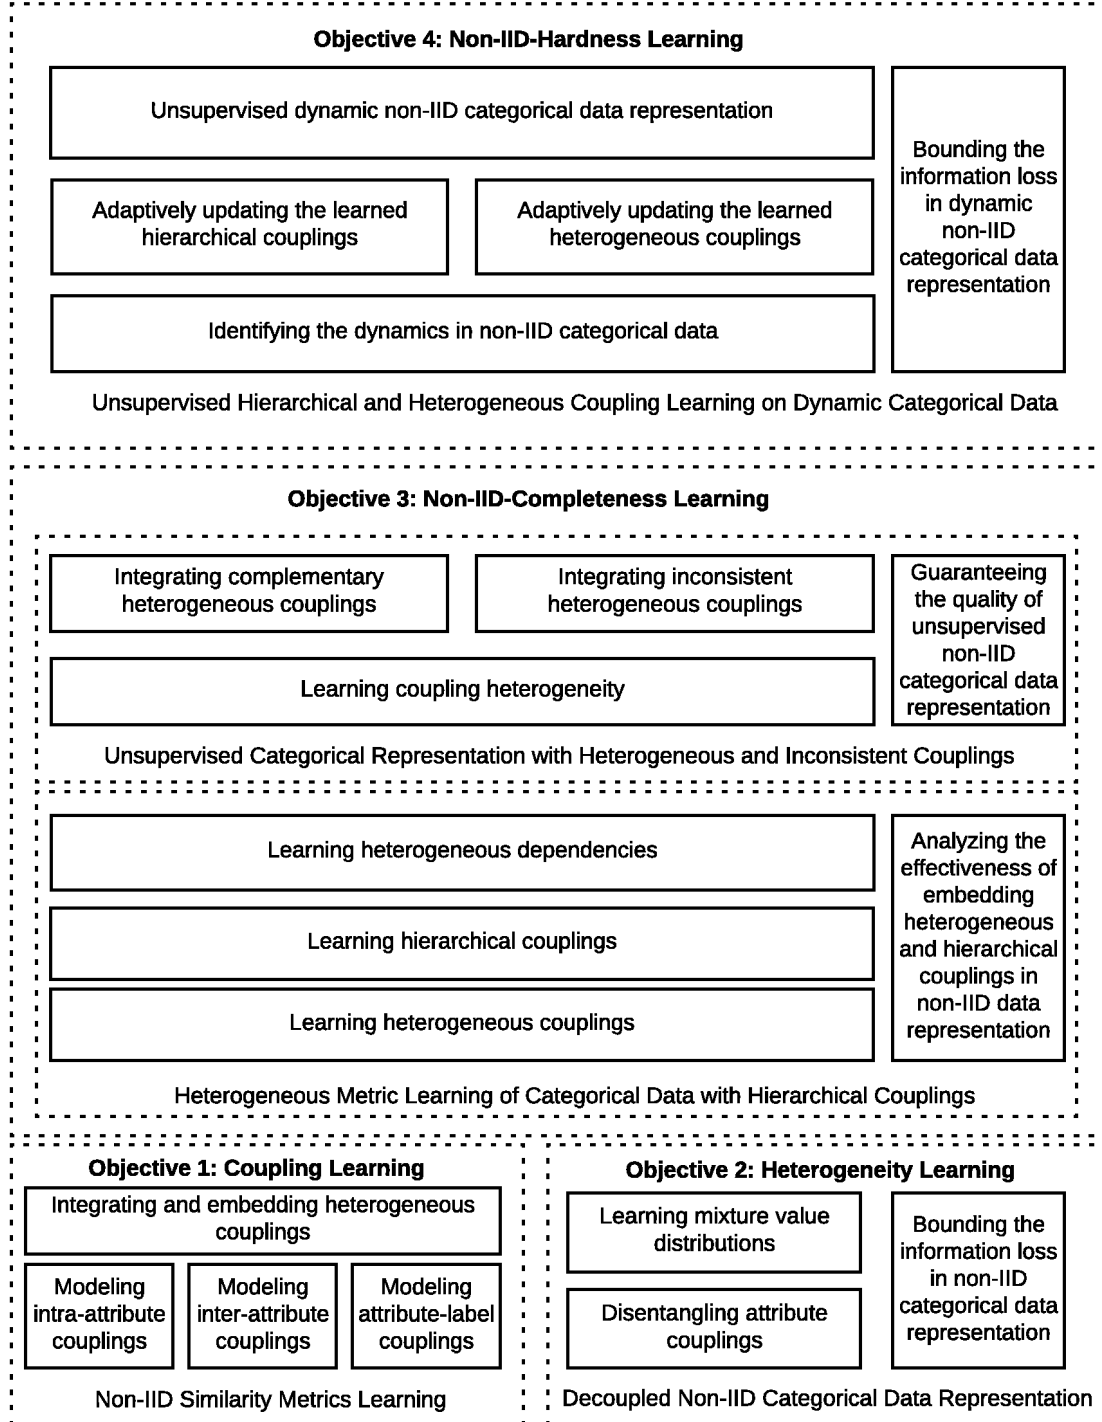 Objective 4: Non-IID-Hardness Learning
Unsupervised dynamic non-IID categorical data representation
Adaptively updating the learned
hierarchical couplings
Adaptively updating the learned
heterogeneous couplings
Identifying the dynamics in non-IID categorical data
Bounding the
information loss
in dynamic
non-IID
categorical data
representation
Unsupervised Hierarchical and Heterogeneous Coupling Learning on Dynamic Categorical Data
Objective 3: Non-IID-Completeness Learning
Integrating complementary
heterogeneous couplings
Integrating inconsistent
heterogeneous couplings
Learning coupling heterogeneity
Guaranteeing
the quality of
unsupervised
non-IID
categorical data
representation
Unsupervised Categorical Representation with Heterogeneous and Inconsistent Couplings
Learning heterogeneous dependencies
Learning hierarchical couplings
Learning heterogeneous couplings
Analyzing the
effectiveness of
embedding
heterogeneous
and hierarchical
couplings in
non-IID data
representation
Heterogeneous Metric Learning of Categorical Data with Hierarchical Couplings
Objective 1: Coupling Learning
Integrating and embedding heterogeneous
couplings
Modeling
intra-attribute
couplings
Modeling
inter-attribute
couplings
Modeling
attribute-label
couplings
Non-IID Similarity Metrics Learning
Objective 2: Heterogeneity Learning
Learning mixture value
distributions
Disentangling attribute
couplings
Bounding the
information loss
in non-IID
categorical data
representation
Decoupled Non-IID Categorical Data Representation